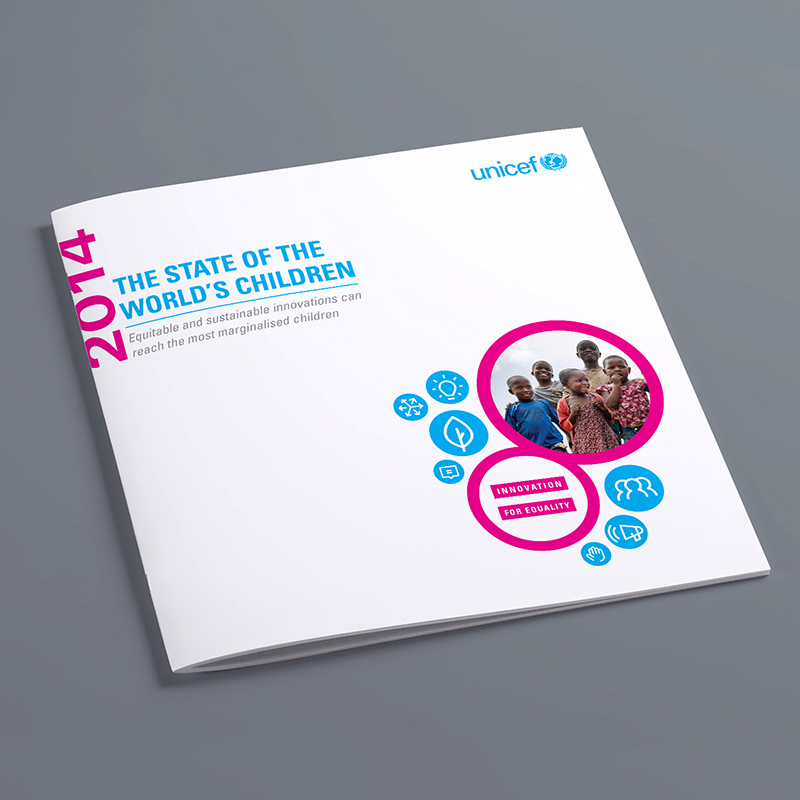 unicef
2014
THE STATE OF THE
WORLD'S CHILDREN
Equitable and sustainable innovations can
reach the most marginalised children
INNOVATION
FOR EQUALITY